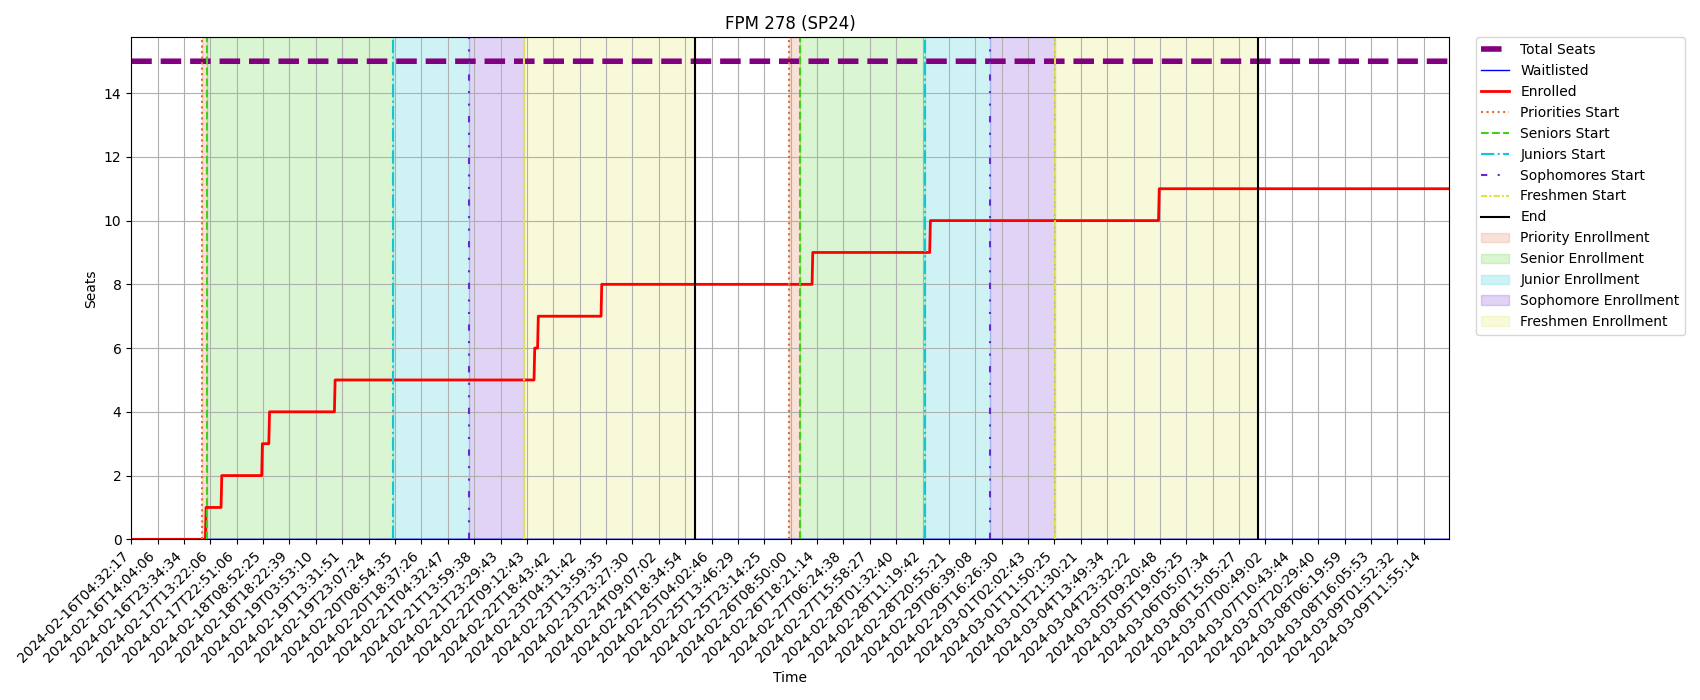 FPM 278 (SP24)
Seats
14
12
10
8
6
4
2
0
2024-02-16T04:32:17
2024-02-16T14:04:06
2024-02-16T23:34:34
2024-02-17T13:22:06
2024-02-17T22:51:06
2024-02-18T08:52:25
2024-02-18T18:22:39
2024-02-19T03:53:10
2024-02-19T13:31:51
2024-02-19T23:07:24
2024-02-20T08:54:35
2024-02-20T18:37:26
2024-02-21T04:32:47
2024-02-21T13:59:38
2024-02-21T23:29:43
2024-02-22T09:12:43
2024-02-22T18:43:42
2024-02-23T04:31:42
2024-02-23T13:59:35
2024-02-23T23:27:30
2024-02-24T09:07:02
2024-02-24T18:34:54
2024-02-25T04:02:46
2024-02-25T13:46:29
2024-02-25T23:14:25
2024-02-26T08:50:00
2024-02-26T18:21:14
2024-02-27T06:24:38
2024-02-27T15:58:27
2024-02-28T01:32:40
2024-02-28T11:19:42
2024-02-28T20:55:21
2024-02-29T06:39:08
2024-02-29T16:26:30
2024-03-01T02:02:43
2024-03-01T11:50:25
2024-03-01T21:30:21
2024-03-04T13:49:34
2024-03-04T23:32:22
2024-03-05T09:20:48
2024-03-05T19:05:23
2024-03-06T05:07:34
2024-03-06T15:05:27
2024-03-07T00:49:02
2024-03-07T10:43:44
2024-03-07T20:29:40
2024-03-08T06:19:59
2024-03-08T16:05:53
2024-03-09T01:52:32
2024-03-09T11:55:14
Time
Total Seats
Waitlisted
Enrolled
Priorities Start
Seniors Start
Juniors Start
Sophomores Start
Freshmen Start
End
Priority Enrollment
Senior Enrollment
Junior Enrollment
Sophomore Enrollment
Freshmen Enrollment